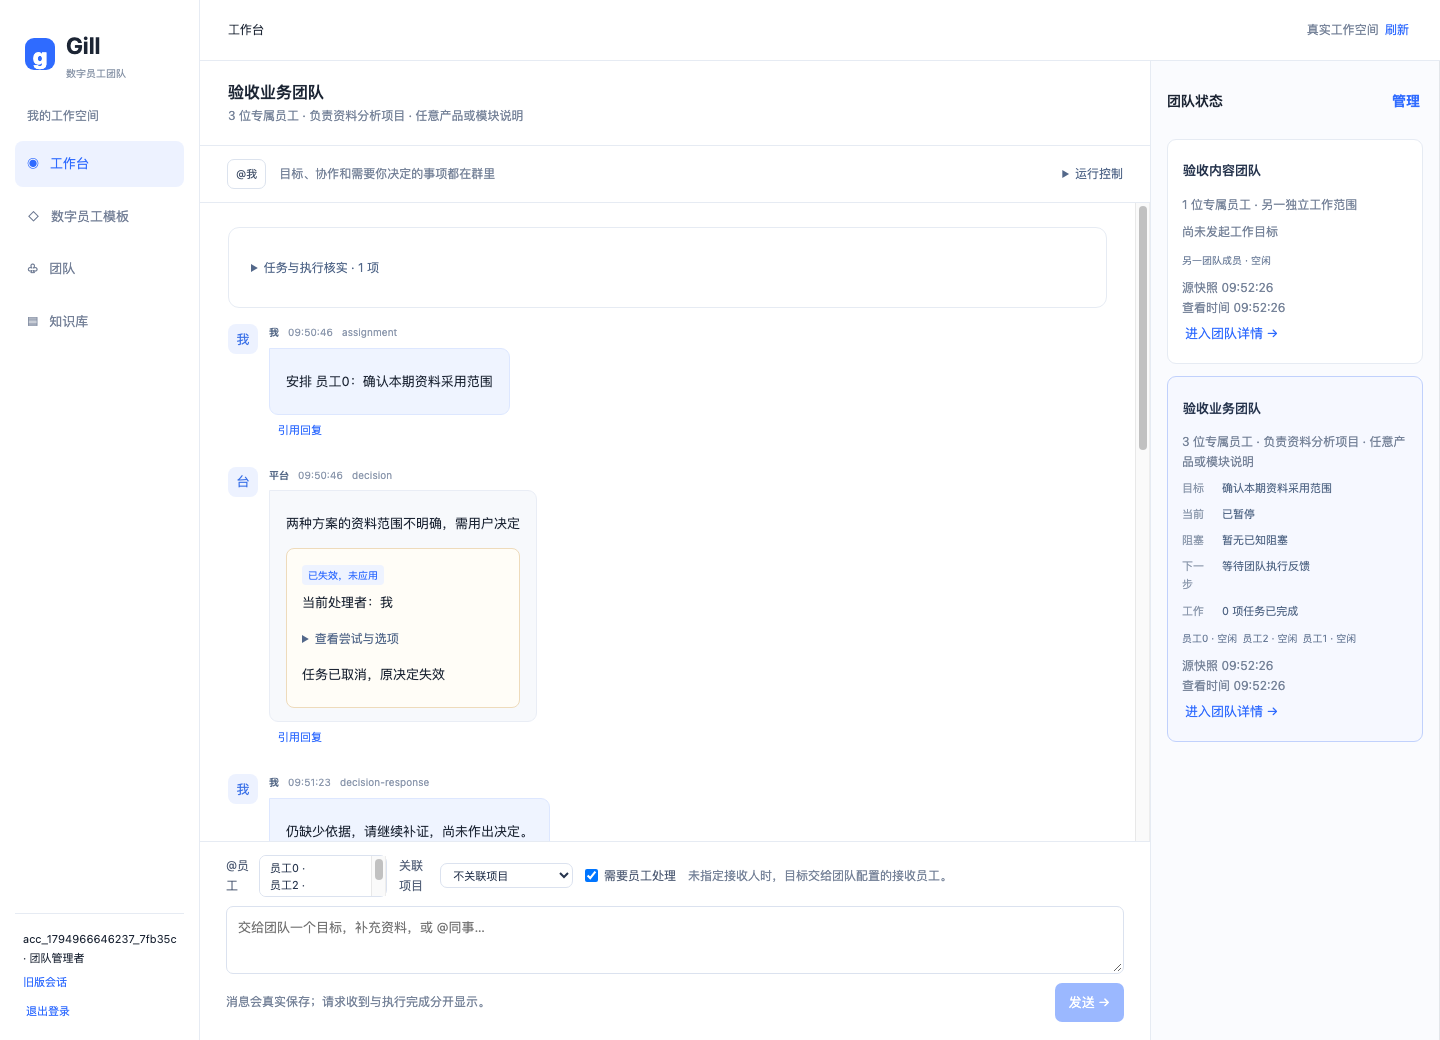 g
Gill
数字员工团队
我的工作空间
工作台
数字员工模板
团队
知识库
acc_1794966646237_7fb35c
· 团队管理者
旧版会话
退出登录
工作台
真实工作空间 刷新
验收业务团队
3 位专属员工 · 负责资料分析项目 · 任意产品或模块说明
@我 目标、协作和需要你决定的事项都在群里
运行控制
任务与执行核实 · 1 项
我
我 09:50:46 assignment
安排 员工0：确认本期资料采用范围
引用回复
台
平台 09:50:46 decision
两种方案的资料范围不明确，需用户决定
已失效，未应用
当前处理者：我
查看尝试与选项
任务已取消，原决定失效
引用回复
我
我 09:51:23 decision-response
仍缺少依据，请继续补证，尚未作出决定。
@员
工
员工0 ·
员工2 ·
关联
项目
不关联项目
需要员工处理
未指定接收人时，目标交给团队配置的接收员工。
交给团队一个目标，补充资料，或 @同事...
消息会真实保存；请求收到与执行完成分开显示。
发送 →
团队状态
管理
验收内容团队
1 位专属员工 · 另一独立工作范围
尚未发起工作目标
另一团队成员 · 空闲
源快照 09:52:26
查看时间 09:52:26
进入团队详情 →
验收业务团队
3 位专属员工 · 负责资料分析项目 · 任意产
品或模块说明
目标 确认本期资料采用范围
当前 已暂停
阻塞 暂无已知阻塞
下一 等待团队执行反馈
步
工作 0 项任务已完成
员工0 · 空闲 员工2 · 空闲 员工1 · 空闲
源快照 09:52:26
查看时间 09:52:26
进入团队详情 →